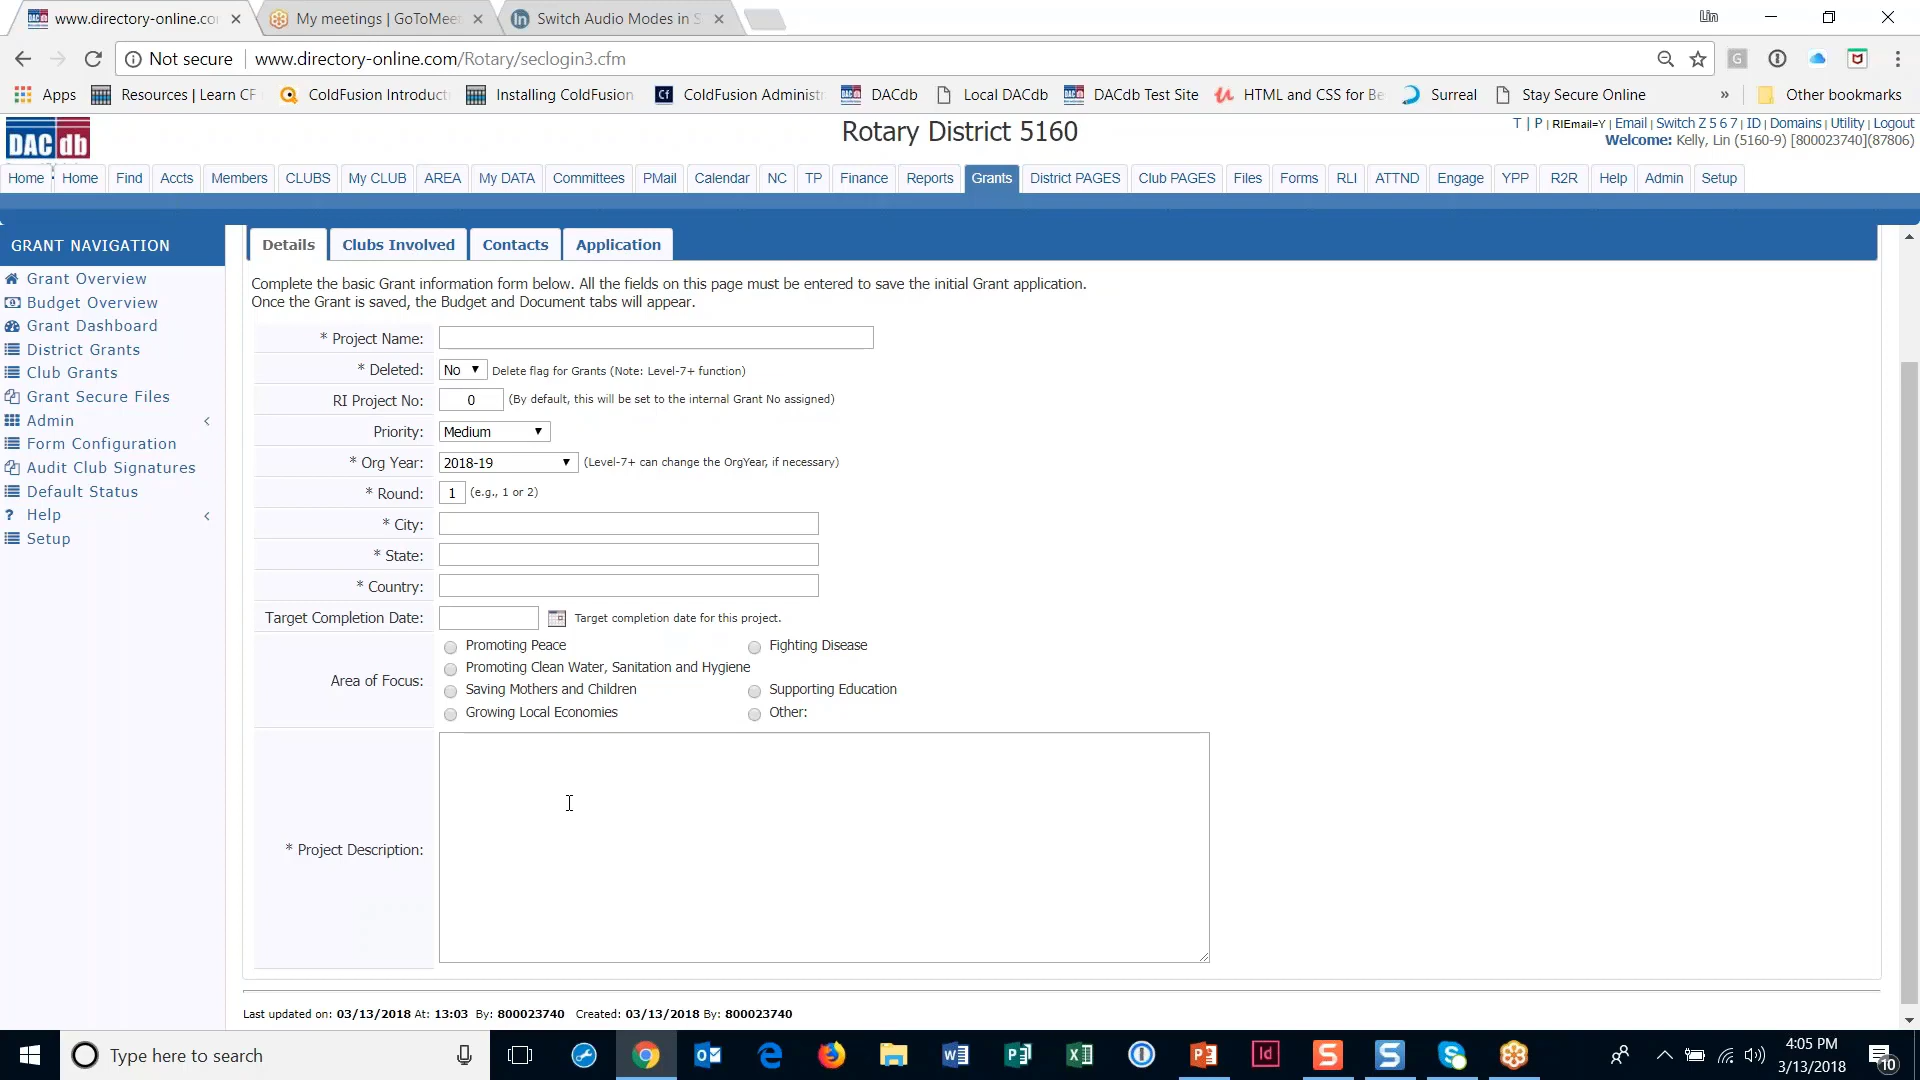 www.directory-online.co
My meetings | GoToMee
Switch Audio Modes in S
Lin
Not secure
www.directory-online.com/Rotary/seclogin3.cfm
Apps
Resources | Learn CF
ColdFusion Introduct
Installing ColdFusion
ColdFusion Administr
DACdb
Local DACdb
DACdb Test Site
HTML and CSS for Be
Surreal
Stay Secure Online
»
Other bookmarks
DAC db
Rotary District 5160
T | P | RIEmail=Y | Email | Switch Z 5 6 7 | ID | Domains | Utility | Logout
Welcome: Kelly, Lin (5160-9) [800023740](87806)
Home
Home
Find
Accts
Members
CLUBS
My CLUB
AREA
My DATA
Committees
PMail
Calendar
NC
TP
Finance
Reports
Grants
District PAGES
Club PAGES
Files
Forms
RLI
ATTND
Engage
YPP
R2R
Help
Admin
Setup
GRANT NAVIGATION
Grant Overview
Budget Overview
Grant Dashboard
District Grants
Club Grants
Grant Secure Files
Admin
Form Configuration
Audit Club Signatures
Default Status
? Help
Setup
Details
Clubs Involved
Contacts
Application
Complete the basic Grant information form below. All the fields on this page must be entered to save the initial Grant application.
Once the Grant is saved, the Budget and Document tabs will appear.
* Project Name:
* Deleted: No Delete flag for Grants (Note: Level-7+ function)
RI Project No: 0 (By default, this will be set to the internal Grant No assigned)
Priority: Medium
* Org Year: 2018-19 (Level-7+ can change the OrgYear, if necessary)
* Round: 1 (e.g., 1 or 2)
* City:
* State:
* Country:
Target Completion Date: Target completion date for this project.
Area of Focus:
Promoting Peace
Fighting Disease
Promoting Clean Water, Sanitation and Hygiene
Saving Mothers and Children
Supporting Education
Growing Local Economies
Other:
* Project Description:
Last updated on: 03/13/2018 At: 13:03 By: 800023740 Created: 03/13/2018 By: 800023740
Type here to search
4:05 PM
3/13/2018
10